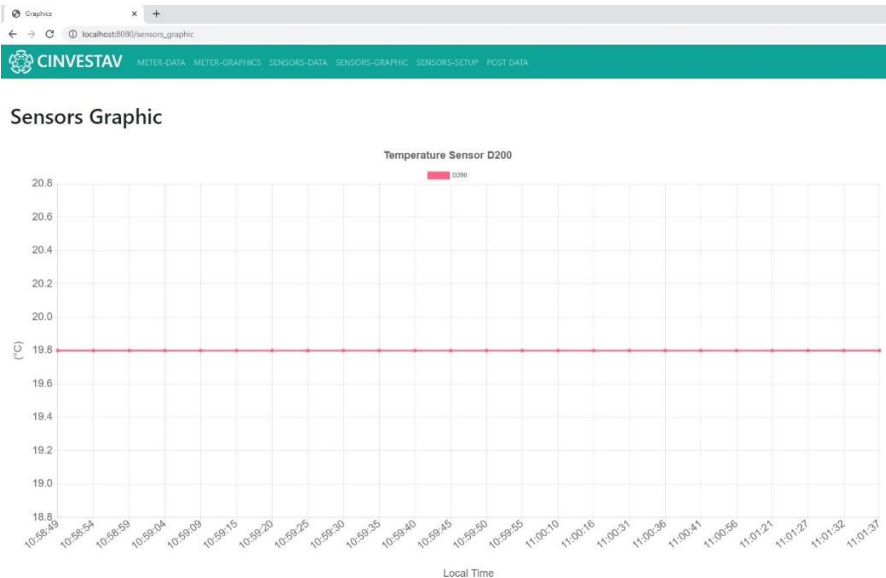 Graphics
localhost:8080/sensors_graphic
CINVESTAV METER-DATA METER-GRAPHICS SENSORS-DATA SENSORS-GRAPHIC SENSORS-SETUP POST DATA
Sensors Graphic
Temperature Sensor D200
D200
20.8
20.6
20.4
20.2
20.0
19.8
19.6
19.4
19.2
19.0
18.8
(°C)
10:58:49 10:58:54 10:58:59 10:59:04 10:59:09 10:59:15 10:59:20 10:59:25 10:59:30 10:59:35 10:59:40 10:59:45 10:59:50 10:59:55 11:00:10 11:00:16 11:00:31 11:00:36 11:00:41 11:00:56 11:01:21 11:01:27 11:01:32 11:01:37
Local Time